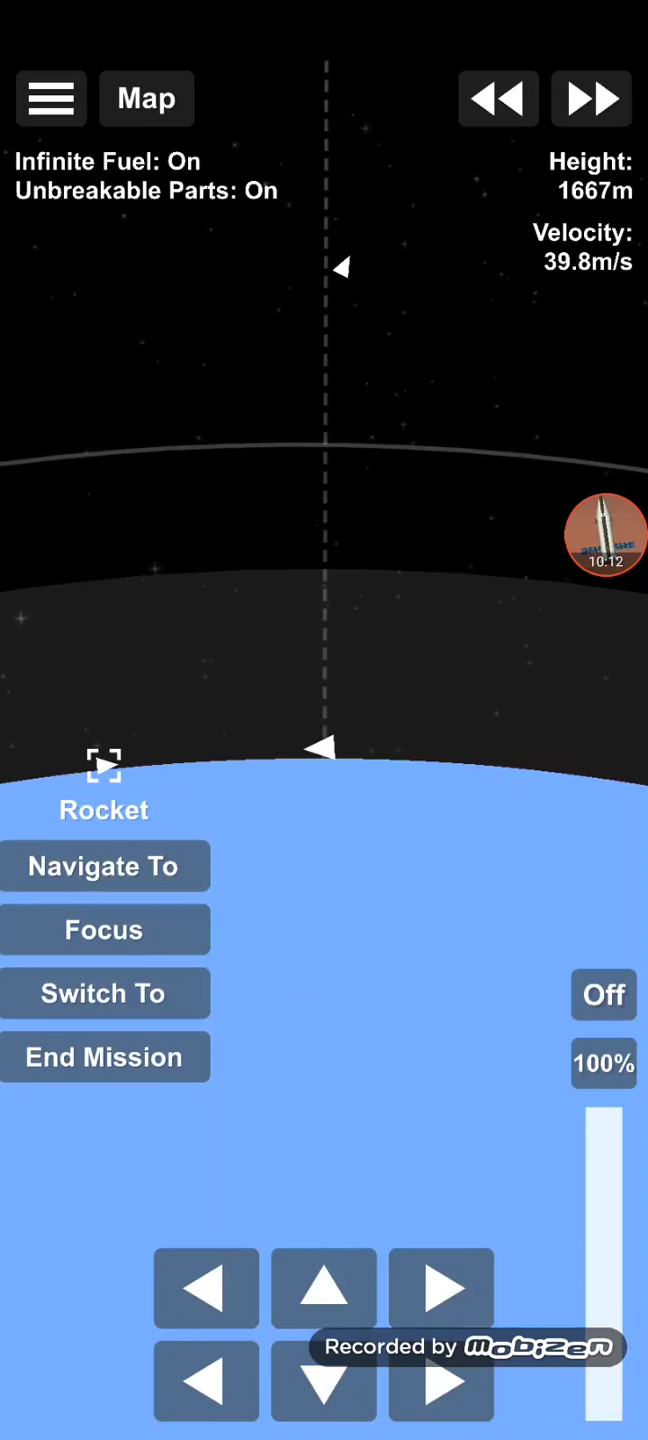 Map
Infinite Fuel: On
Unbreakable Parts: On
Height:
1667m
Velocity:
39.8m/s
10:12
Rocket
Navigate To
Focus
Switch To
End Mission
Off
100%
Recorded by mobizen